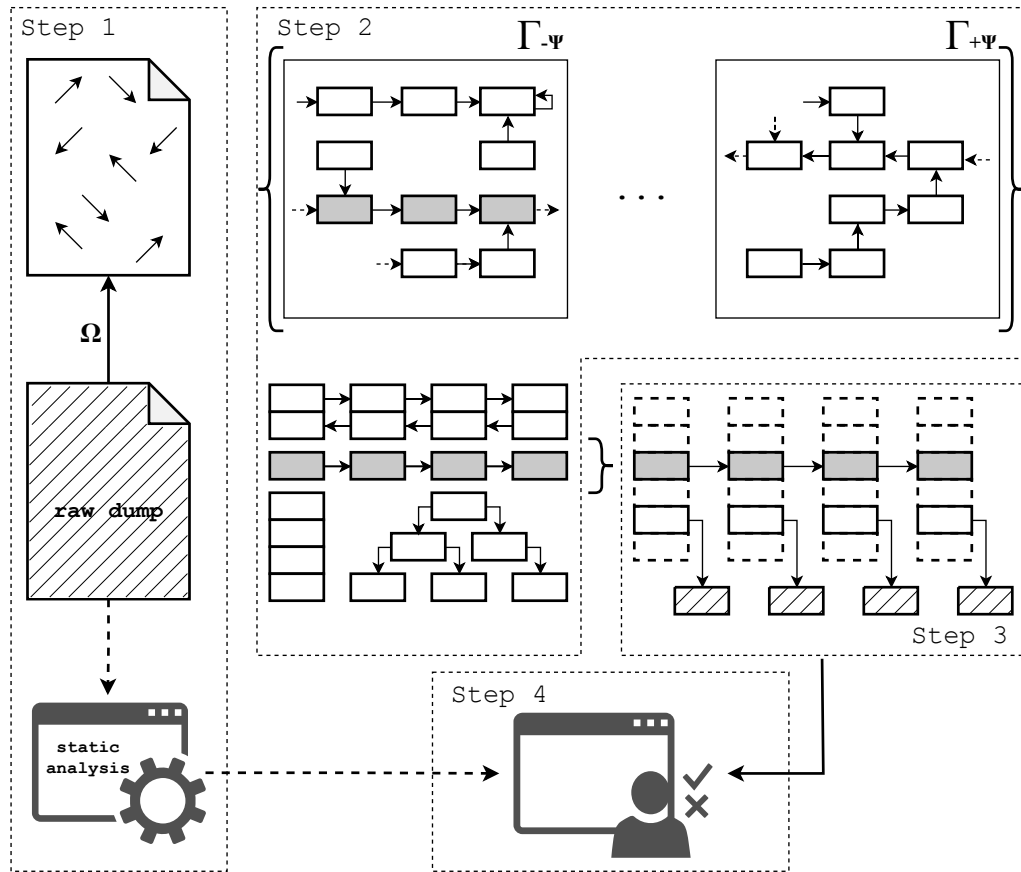 Step 1
Step 2
Γ-Ψ
Γ+Ψ
. . .
Ω
raw dump
Step 3
Step 4
static
analysis